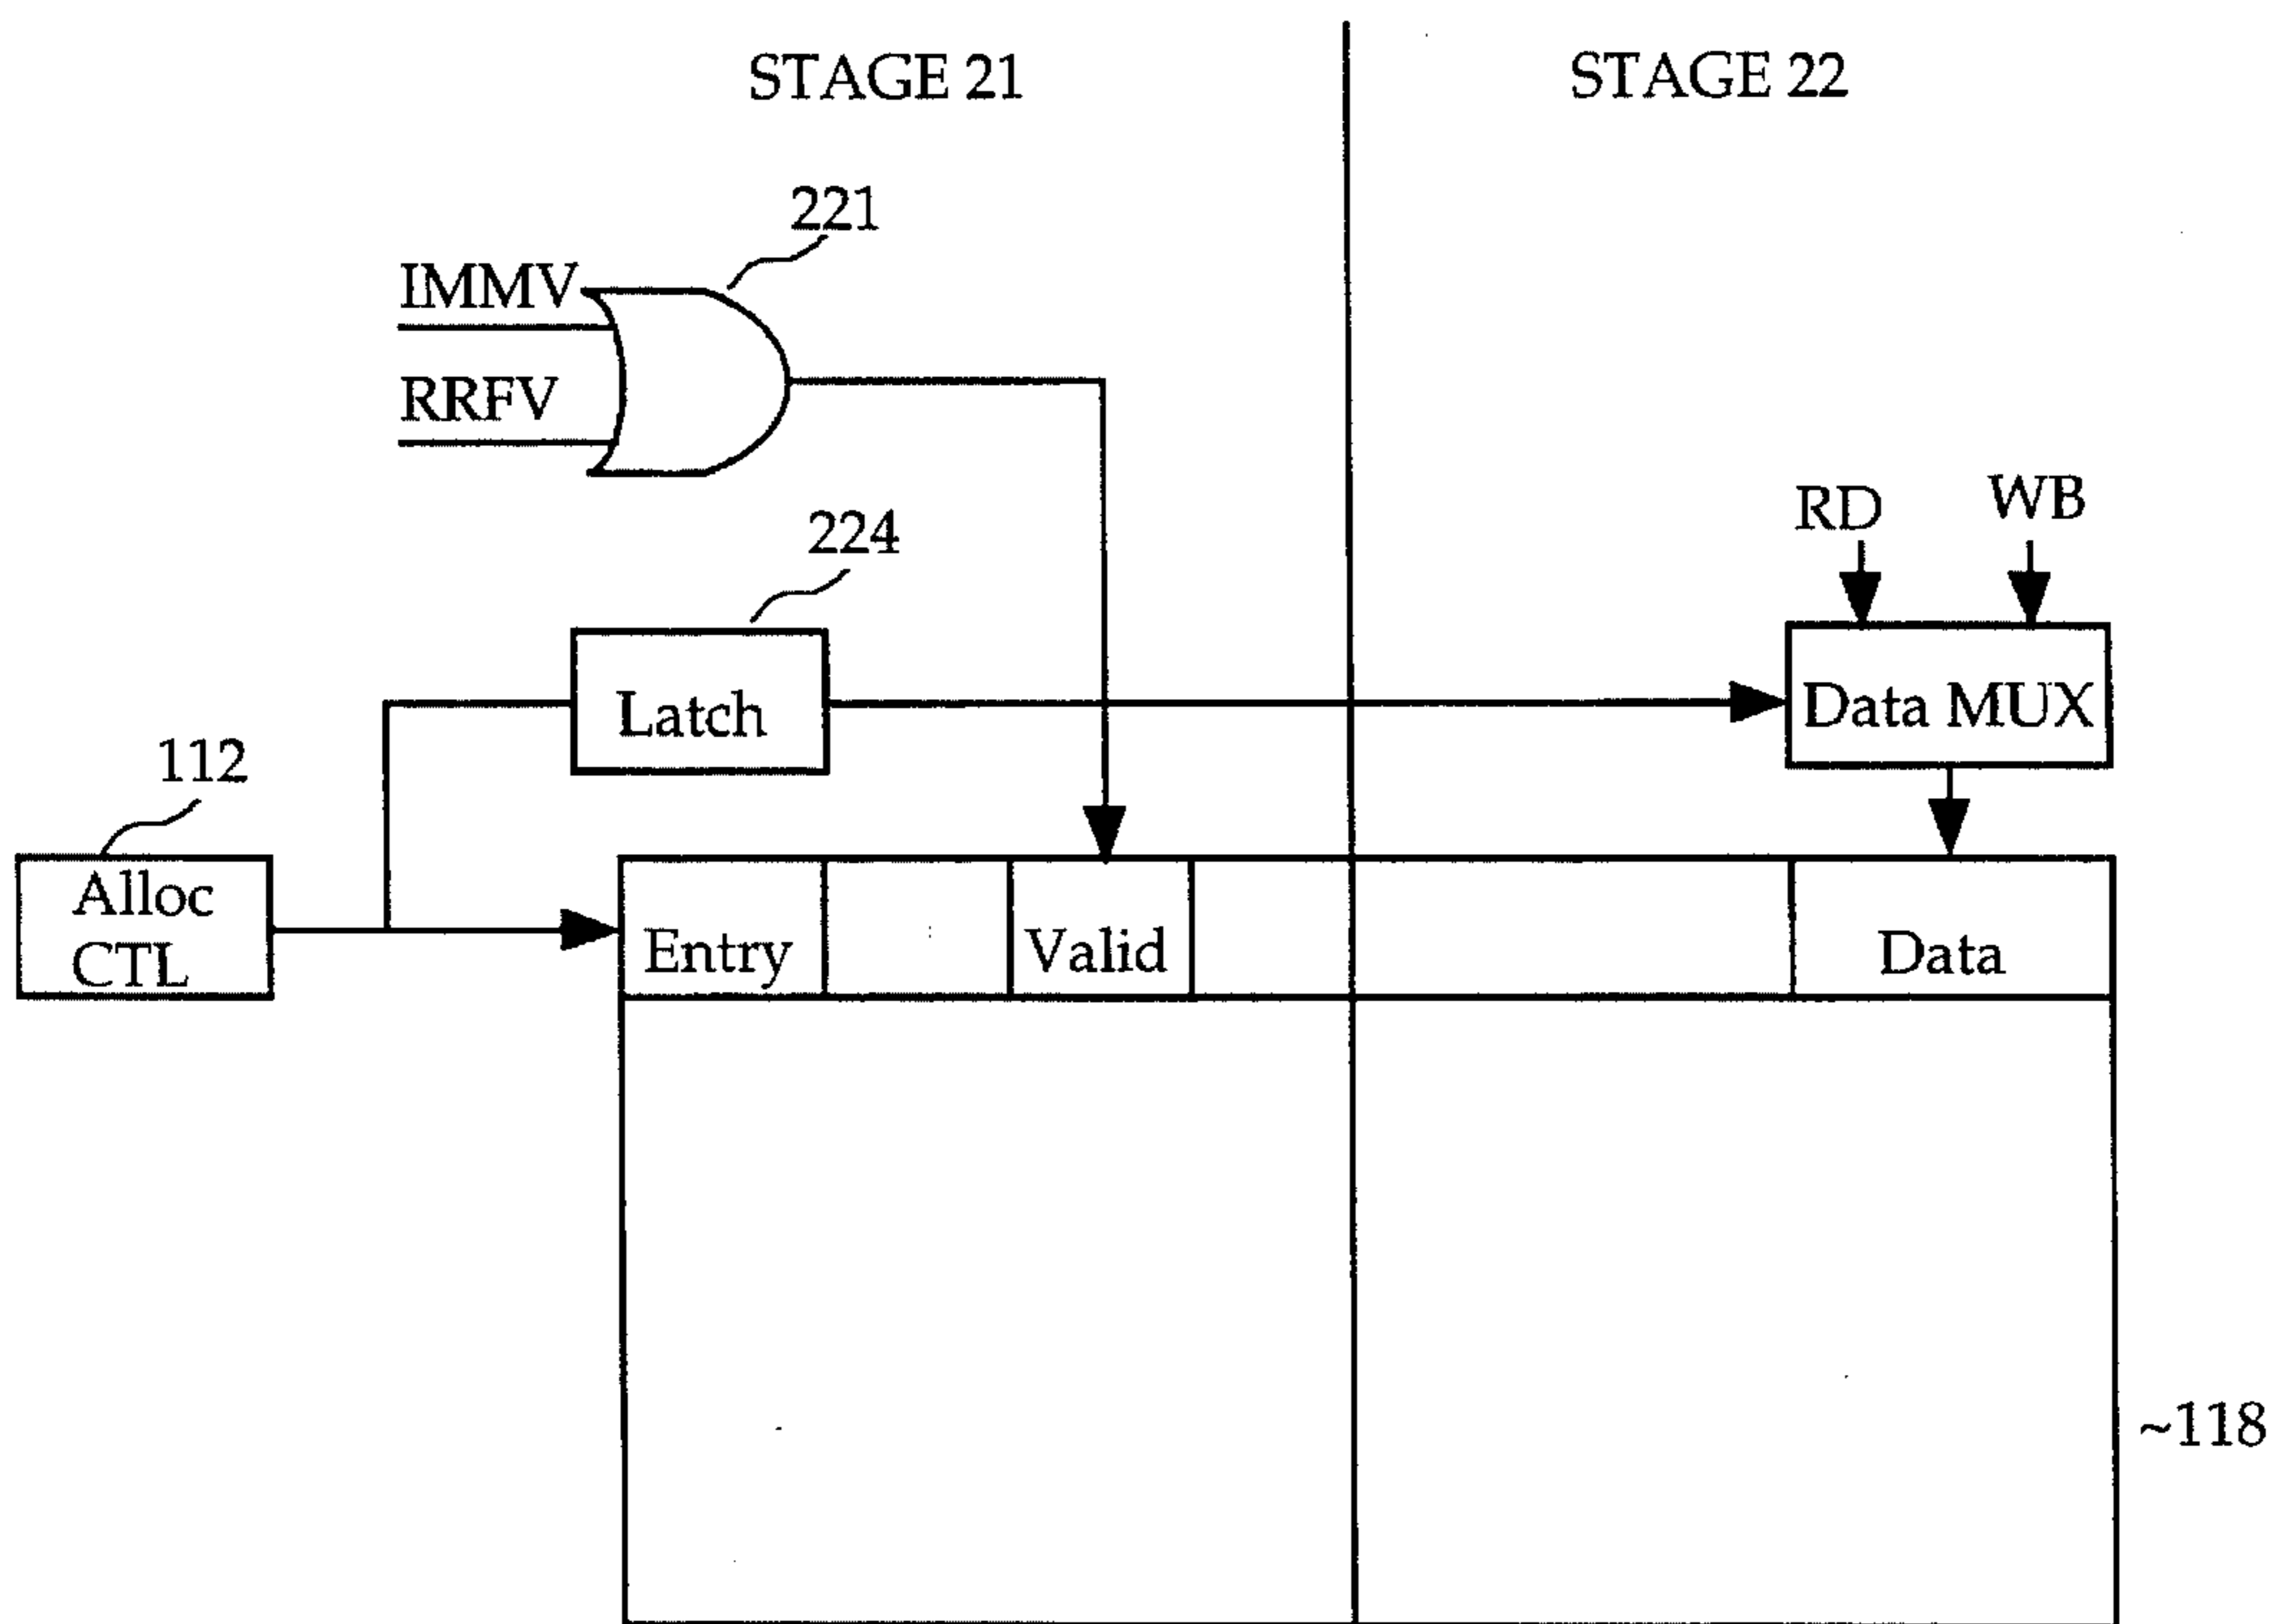 STAGE 21 STAGE 22
221
IMMV
RRFV
RD WB
224
Latch
Data MUX
112
Alloc
CTL
Entry Valid Data
~118